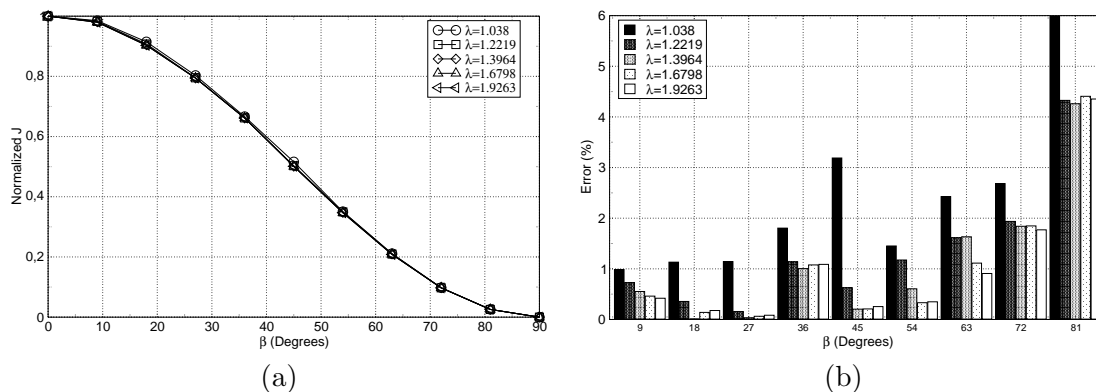 1
0,8
0,6
0,4
0,2
0
Normalized J
0 10 20 30 40 50 60 70 80 90
β (Degrees)
λ=1.038
λ=1.2219
λ=1.3964
λ=1.6798
λ=1.9263
(a)
6
5
4
3
2
1
0
Error (%)
9 18 27 36 45 54 63 72 81
β (Degrees)
λ=1.038
λ=1.2219
λ=1.3964
λ=1.6798
λ=1.9263
(b)